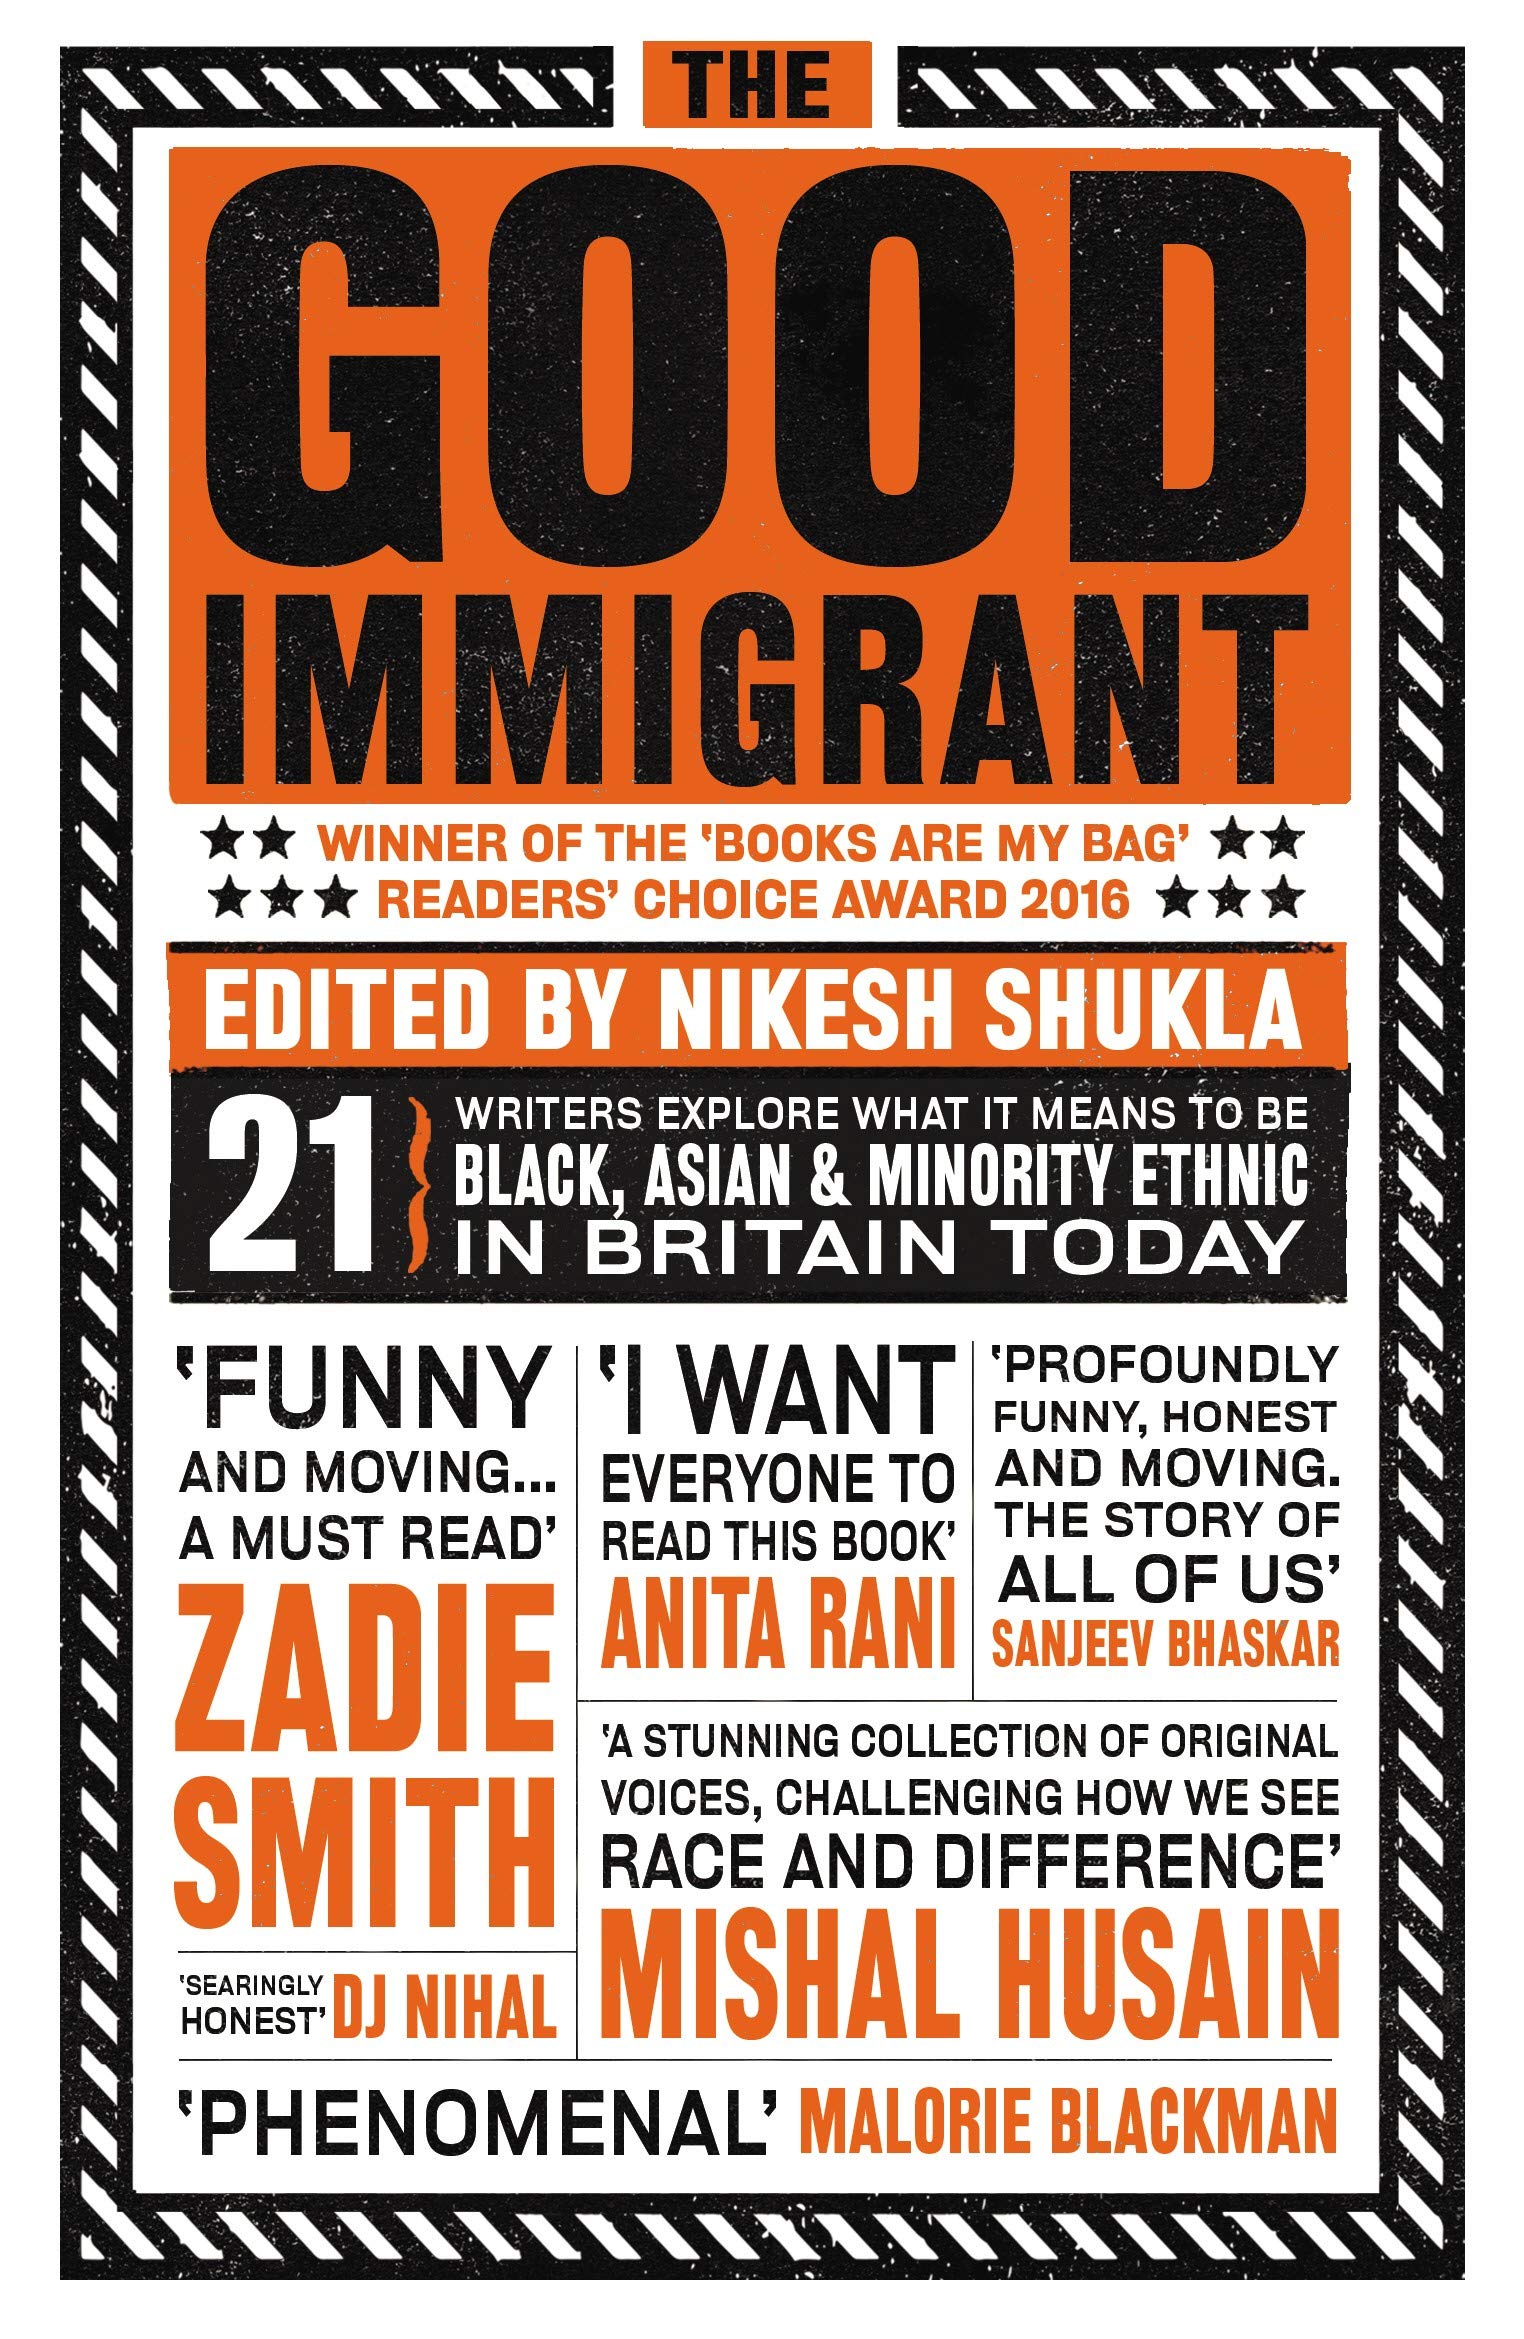 THE
GOOD
IMMIGRANT
WINNER OF THE ‘BOOKS ARE MY BAG’
READERS’ CHOICE AWARD 2016
EDITED BY NIKESH SHUKLA
21
WRITERS EXPLORE WHAT IT MEANS TO BE
BLACK, ASIAN & MINORITY ETHNIC
IN BRITAIN TODAY
‘FUNNY
AND MOVING...
A MUST READ’
ZADIE
SMITH
‘I WANT
EVERYONE TO
READ THIS BOOK’
ANITA RANI
‘PROFOUNDLY
FUNNY, HONEST
AND MOVING.
THE STORY OF
ALL OF US’
SANJEEV BHASKAR
‘A STUNNING COLLECTION OF ORIGINAL
VOICES, CHALLENGING HOW WE SEE
RACE AND DIFFERENCE’
MISHAL HUSAIN
‘SEARINGLY
HONEST’ DJ NIHAL
‘PHENOMENAL’ MALORIE BLACKMAN